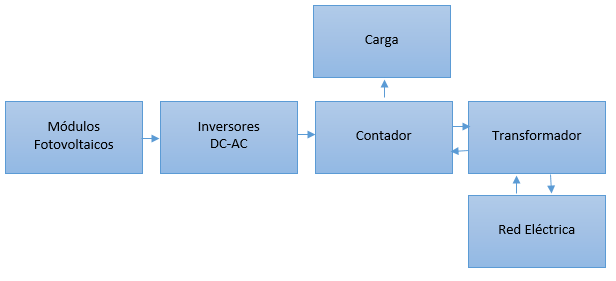 Carga
Módulos
Fotovoltaicos
Inversores
DC-AC
Contador
Transformador
Red Eléctrica